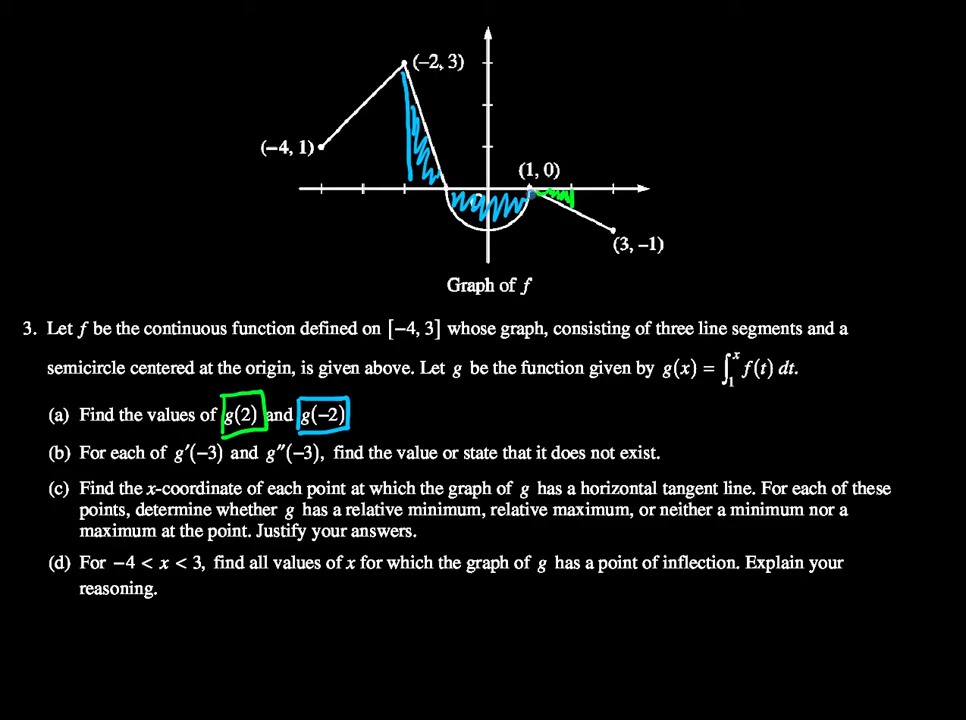 (−2, 3)
(−4, 1)
(1, 0)
(3, −1)
Graph of f
3. Let f be the continuous function defined on [−4, 3] whose graph, consisting of three line segments and a
semicircle centered at the origin, is given above. Let g be the function given by g(x) = ∫₁ˣ f(t) dt.
(a) Find the values of g(2) and g(−2)
(b) For each of g′(−3) and g″(−3), find the value or state that it does not exist.
(c) Find the x-coordinate of each point at which the graph of g has a horizontal tangent line. For each of these
points, determine whether g has a relative minimum, relative maximum, or neither a minimum nor a
maximum at the point. Justify your answers.
(d) For −4 < x < 3, find all values of x for which the graph of g has a point of inflection. Explain your
reasoning.